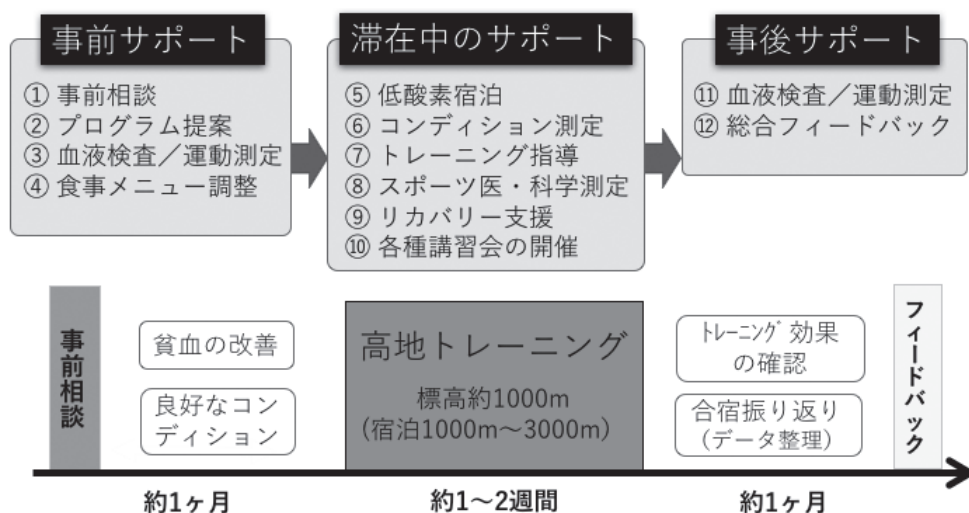 事前サポート
① 事前相談
② プログラム提案
③ 血液検査／運動測定
④ 食事メニュー調整
滞在中のサポート
⑤ 低酸素宿泊
⑥ コンディション測定
⑦ トレーニング指導
⑧ スポーツ医・科学測定
⑨ リカバリー支援
⑩ 各種講習会の開催
事後サポート
⑪ 血液検査／運動測定
⑫ 総合フィードバック
事前相談
貧血の改善
良好なコン
ディション
高地トレーニング
標高約1000m
(宿泊1000m～3000m)
ﾄﾚｰﾆﾝｸﾞ 効果
の確認
合宿振り返り
(データ整理)
フィードバック
約1ヶ月
約1～2週間
約1ヶ月